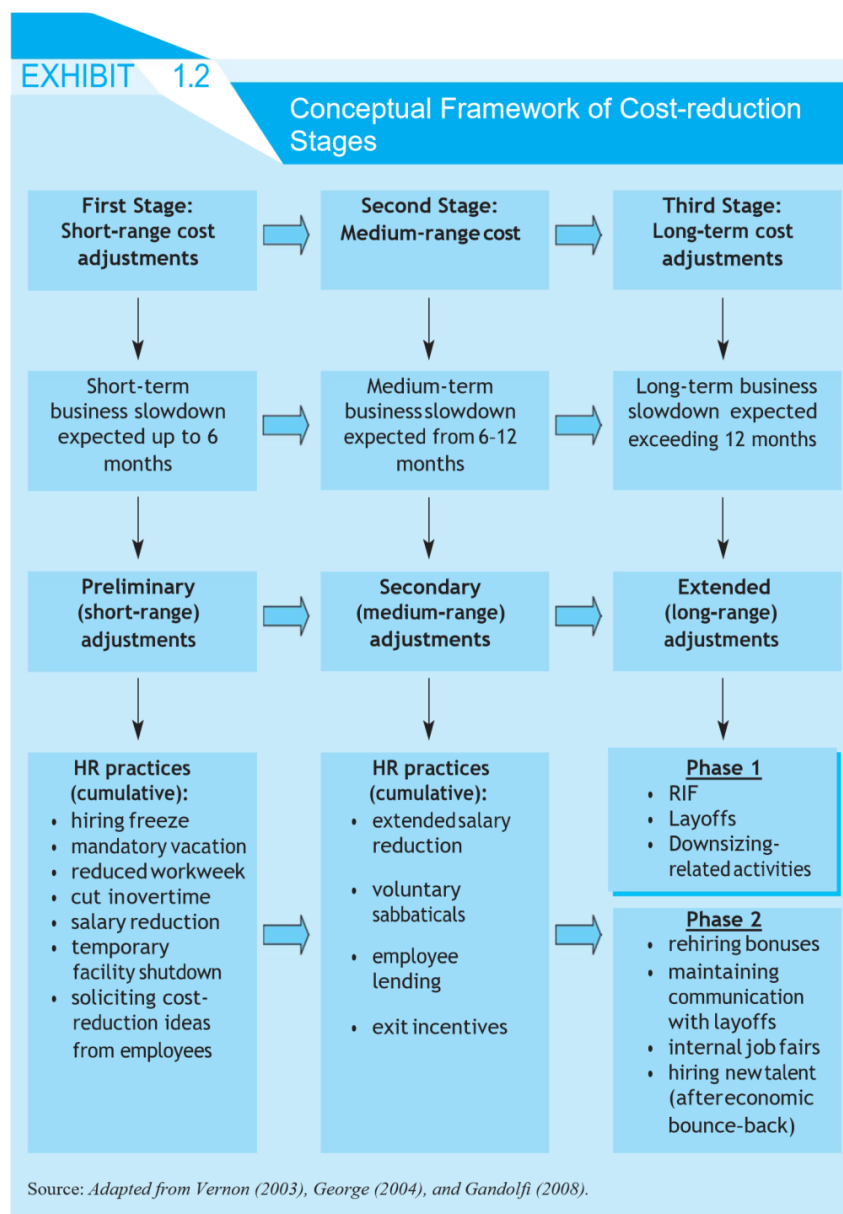 EXHIBIT 1.2
Conceptual Framework of Cost-reduction
Stages
First Stage:
Short-range cost
adjustments
Second Stage:
Medium-range cost
Third Stage:
Long-term cost
adjustments
Short-term
business slowdown
expected up to 6
months
Medium-term
business slowdown
expected from 6–12
months
Long-term business
slowdown expected
exceeding 12 months
Preliminary
(short-range)
adjustments
Secondary
(medium-range)
adjustments
Extended
(long-range)
adjustments
HR practices
(cumulative):
• hiring freeze
• mandatory vacation
• reduced workweek
• cut in overtime
• salary reduction
• temporary
facility shutdown
• soliciting cost-
reduction ideas
from employees
HR practices
(cumulative):
• extended salary
reduction
• voluntary
sabbaticals
• employee
lending
• exit incentives
Phase 1
• RIF
• Layoffs
• Downsizing-
related activities
Phase 2
• rehiring bonuses
• maintaining
communication
with layoffs
• internal job fairs
• hiring new talent
(after economic
bounce-back)
Source: Adapted from Vernon (2003), George (2004), and Gandolfi (2008).